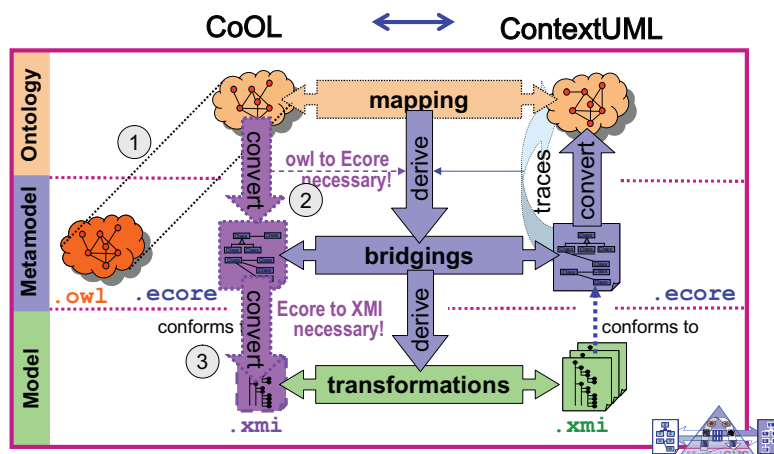 CoOL
ContextUML
Ontology
mapping
1
convert
owl to Ecore
necessary!
derive
traces
convert
2
Metamodel
bridgings
.owl
.ecore
.ecore
conforms
convert
Ecore to XMI
necessary!
derive
conforms to
3
Model
transformations
.xmi
.xmi